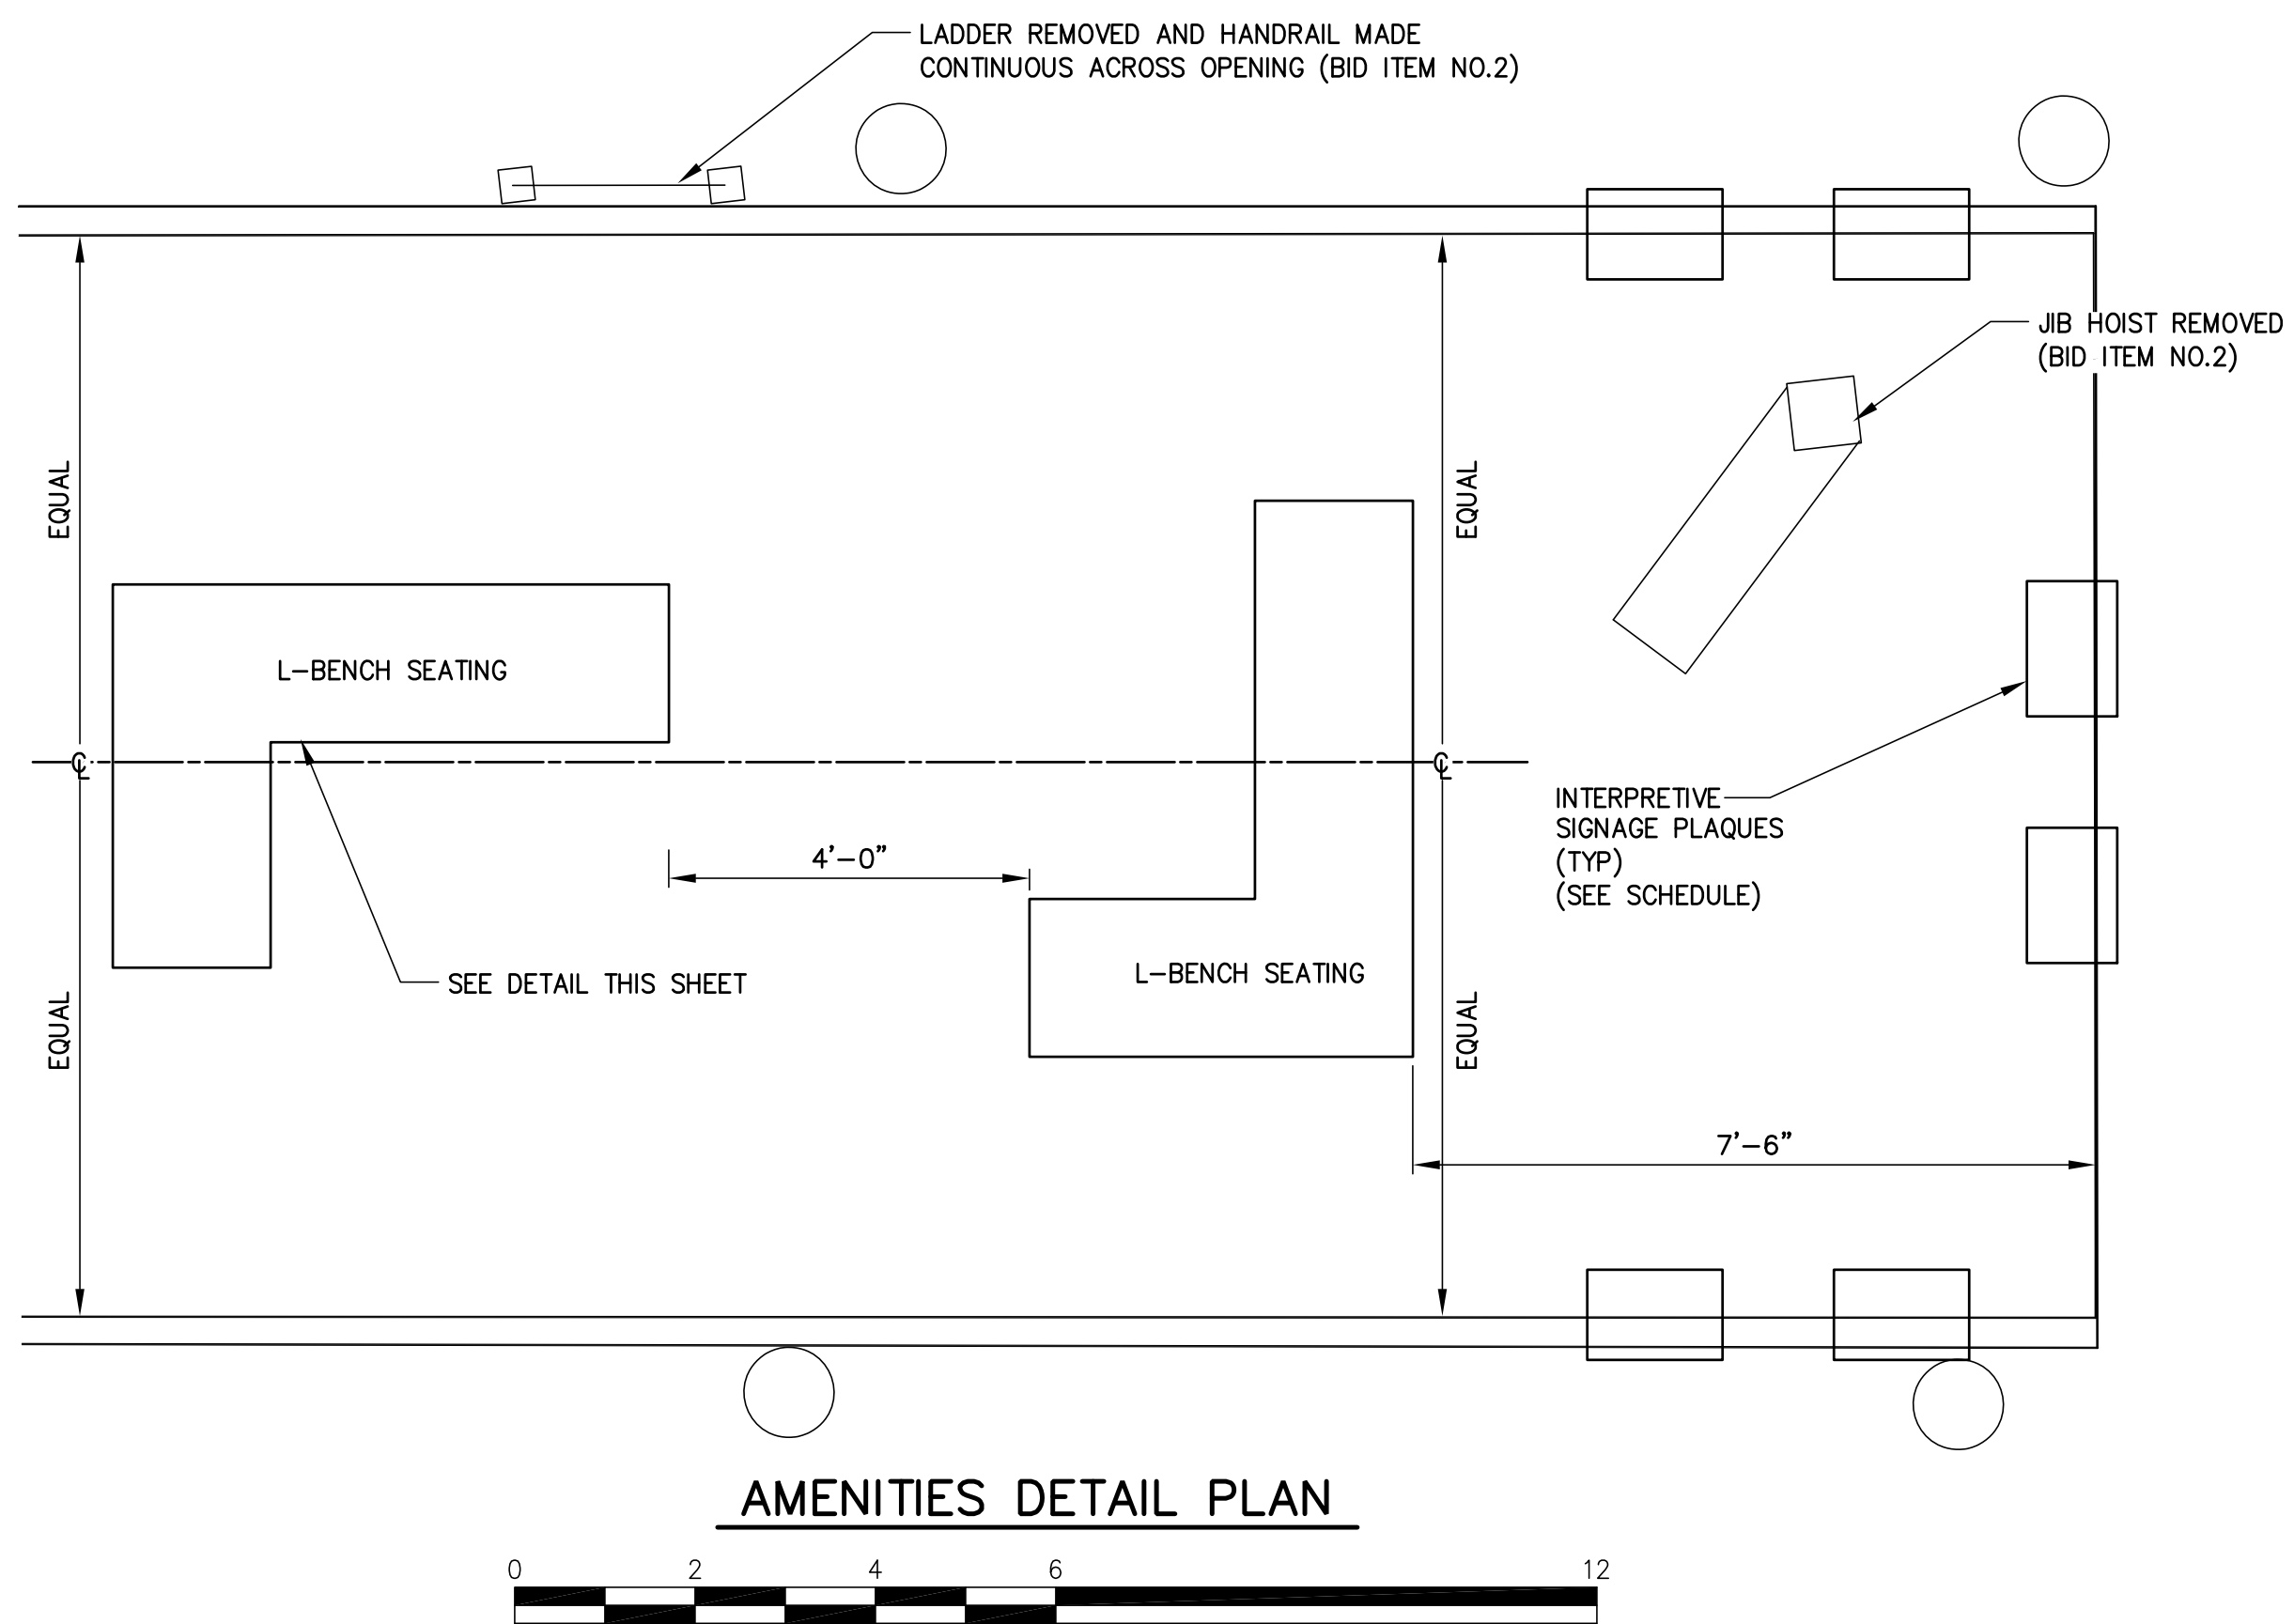 LADDER REMOVED AND HANDRAIL MADE
CONTINUOUS ACROSS OPENING (BID ITEM NO.2)
JIB HOIST REMOVED
(BID ITEM NO.2)
EQUAL
EQUAL
L-BENCH SEATING
℄
℄
INTERPRETIVE
SIGNAGE PLAQUES
(TYP)
(SEE SCHEDULE)
4'-0"
L-BENCH SEATING
SEE DETAIL THIS SHEET
EQUAL
EQUAL
7'-6"
AMENITIES DETAIL PLAN
0 2 4 6 12